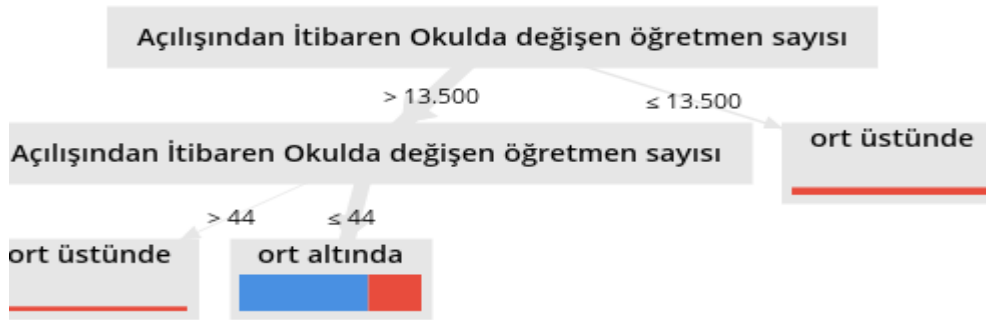 Açılışından İtibaren Okulda değişen öğretmen sayısı
> 13.500
≤ 13.500
Açılışından İtibaren Okulda değişen öğretmen sayısı
ort üstünde
> 44
≤ 44
ort üstünde
ort altında